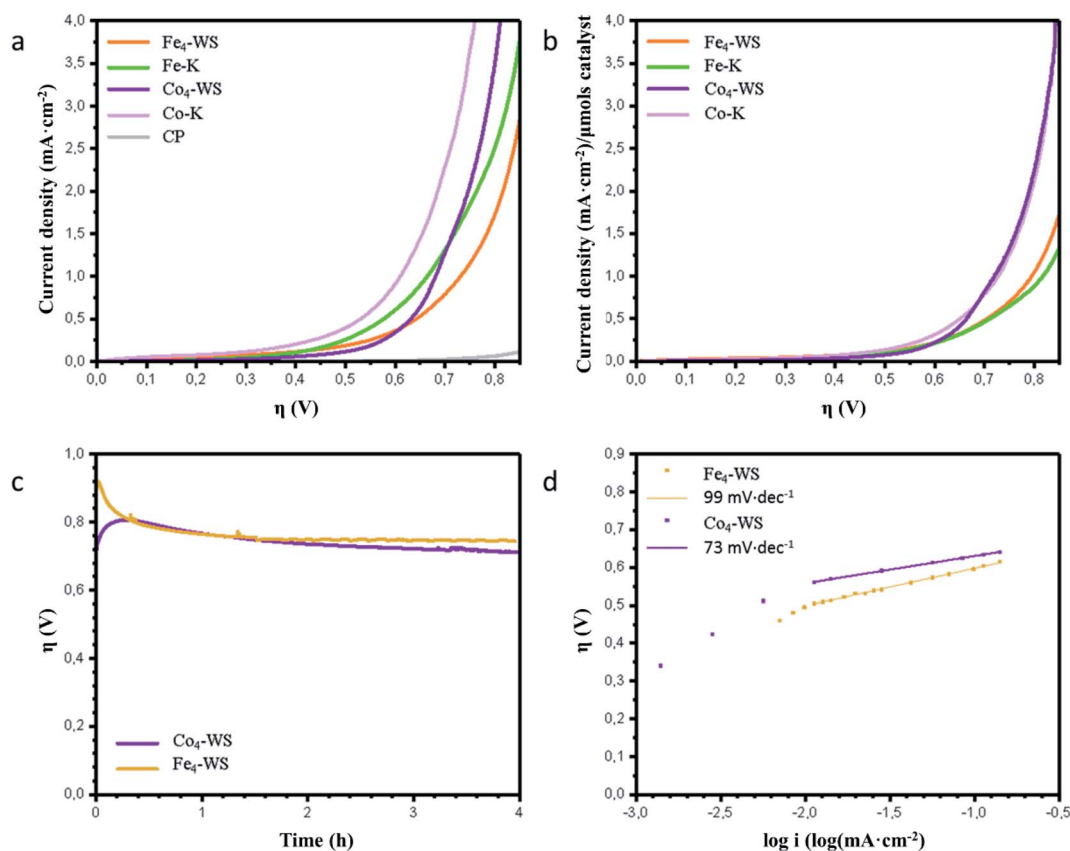 a
4,0
3,5
3,0
2,5
2,0
1,5
1,0
0,5
0,0
Current density (mA·cm⁻²)
Fe₄-WS
Fe-K
Co₄-WS
Co-K
CP
0,0 0,1 0,2 0,3 0,4 0,5 0,6 0,7 0,8
η (V)
b
4,0
3,5
3,0
2,5
2,0
1,5
1,0
0,5
0,0
Current density (mA·cm⁻²)/μmols catalyst
Fe₄-WS
Fe-K
Co₄-WS
Co-K
0,0 0,1 0,2 0,3 0,4 0,5 0,6 0,7 0,8
η (V)
c
1,0
0,8
0,6
0,4
0,2
0,0
η (V)
Co₄-WS
Fe₄-WS
0 1 2 3 4
Time (h)
d
0,9
0,8
0,7
0,6
0,5
0,4
0,3
0,2
0,1
0,0
η (V)
Fe₄-WS
99 mV·dec⁻¹
Co₄-WS
73 mV·dec⁻¹
-3,0 -2,5 -2,0 -1,5 -1,0 -0,5
log i (log(mA·cm⁻²)